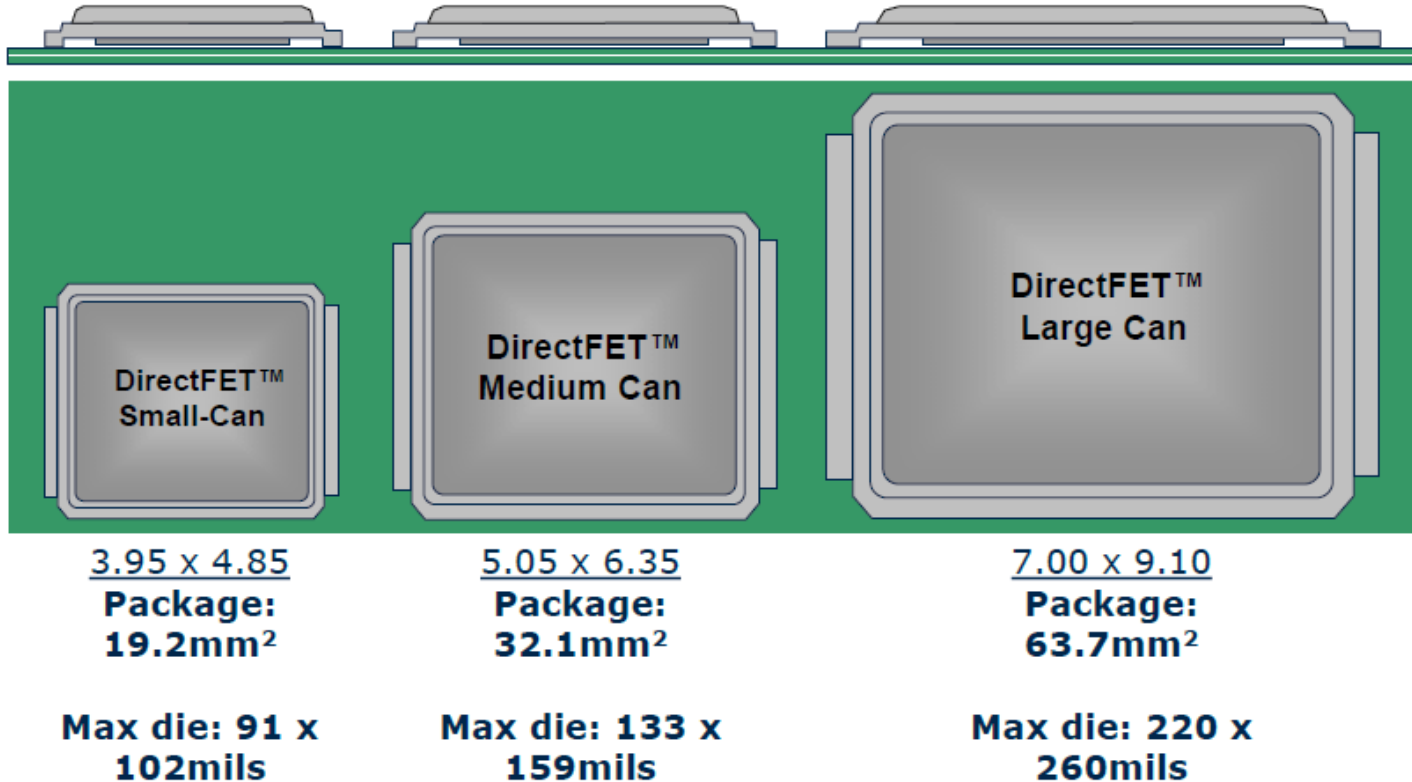 DirectFET™
Small-Can
DirectFET™
Medium Can
DirectFET™
Large Can
3.95 x 4.85
Package:
19.2mm²
Max die: 91 x
102mils
5.05 x 6.35
Package:
32.1mm²
Max die: 133 x
159mils
7.00 x 9.10
Package:
63.7mm²
Max die: 220 x
260mils